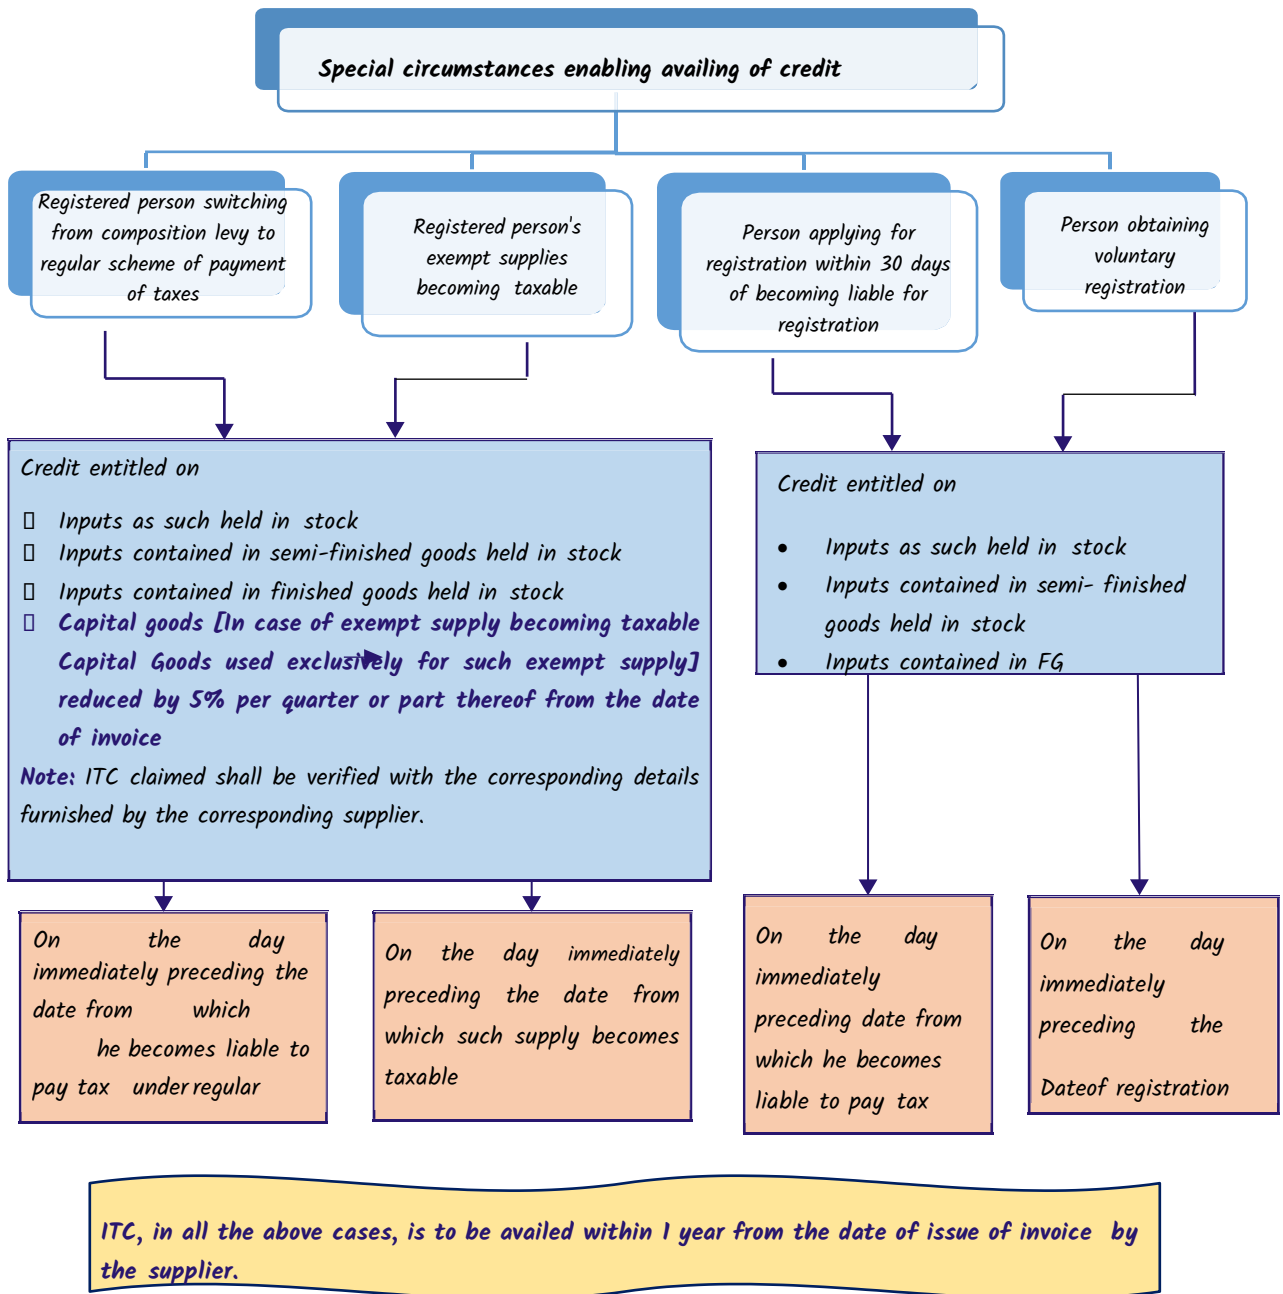 Special circumstances enabling availing of credit
Registered person switching
from composition levy to
regular scheme of payment
of taxes
Registered person's
exempt supplies
becoming taxable
Person applying for
registration within 30 days
of becoming liable for
registration
Person obtaining
voluntary
registration
Credit entitled on
Inputs as such held in stock
Inputs contained in semi-finished goods held in stock
Inputs contained in finished goods held in stock
Capital goods [In case of exempt supply becoming taxable
Capital Goods used exclusively for such exempt supply]
reduced by 5% per quarter or part thereof from the date
of invoice
Note: ITC claimed shall be verified with the corresponding details
furnished by the corresponding supplier.
Credit entitled on
• Inputs as such held in stock
• Inputs contained in semi- finished
goods held in stock
• Inputs contained in FG
On the day
immediately preceding the
date from which
he becomes liable to
pay tax under regular
On the day immediately
preceding the date from
which such supply becomes
taxable
On the day
immediately
preceding date from
which he becomes
liable to pay tax
On the day
immediately
preceding the
Dateof registration
ITC, in all the above cases, is to be availed within 1 year from the date of issue of invoice by
the supplier.